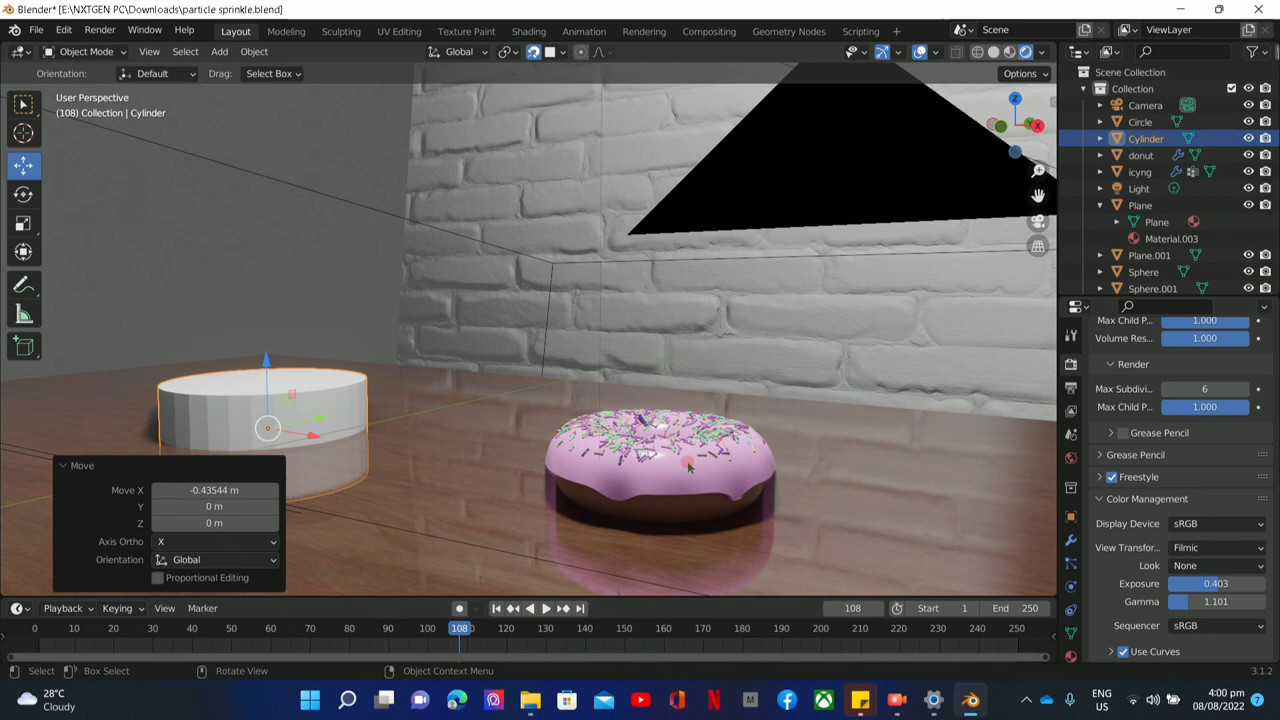 Blender* [E:\NXTGEN PC\Downloads\particle sprinkle.blend]
File Edit Render Window Help Layout Modeling Sculpting UV Editing Texture Paint Shading Animation Rendering Compositing Geometry Nodes Scripting + Scene ViewLayer
Object Mode View Select Add Object Global
Orientation: Default Drag: Select Box Options
User Perspective
(108) Collection | Cylinder
Z
Y
X
Scene Collection
Collection
Camera
Circle
Cylinder
donut
icyng
Light
Plane
Plane
Material.003
Plane.001
Sphere
Sphere.001
Max Child P... 1.000
Volume Res... 1.000
Render
Max Subdivi... 6
Max Child P... 1.000
Grease Pencil
Grease Pencil
Freestyle
Color Management
Display Device sRGB
View Transfor... Filmic
Look None
Exposure 0.403
Gamma 1.101
Sequencer sRGB
Use Curves
Move
Move X -0.43544 m
Y 0 m
Z 0 m
Axis Ortho X
Orientation Global
Proportional Editing
Playback Keying View Marker 108 Start 1 End 250
0 10 20 30 40 50 60 70 80 90 100 108 120 130 140 150 160 170 180 190 200 210 220 230 240 250
Select Box Select Rotate View Object Context Menu 3.1.2
28°C
Cloudy
ENG
US
4:00 pm
08/08/2022
7